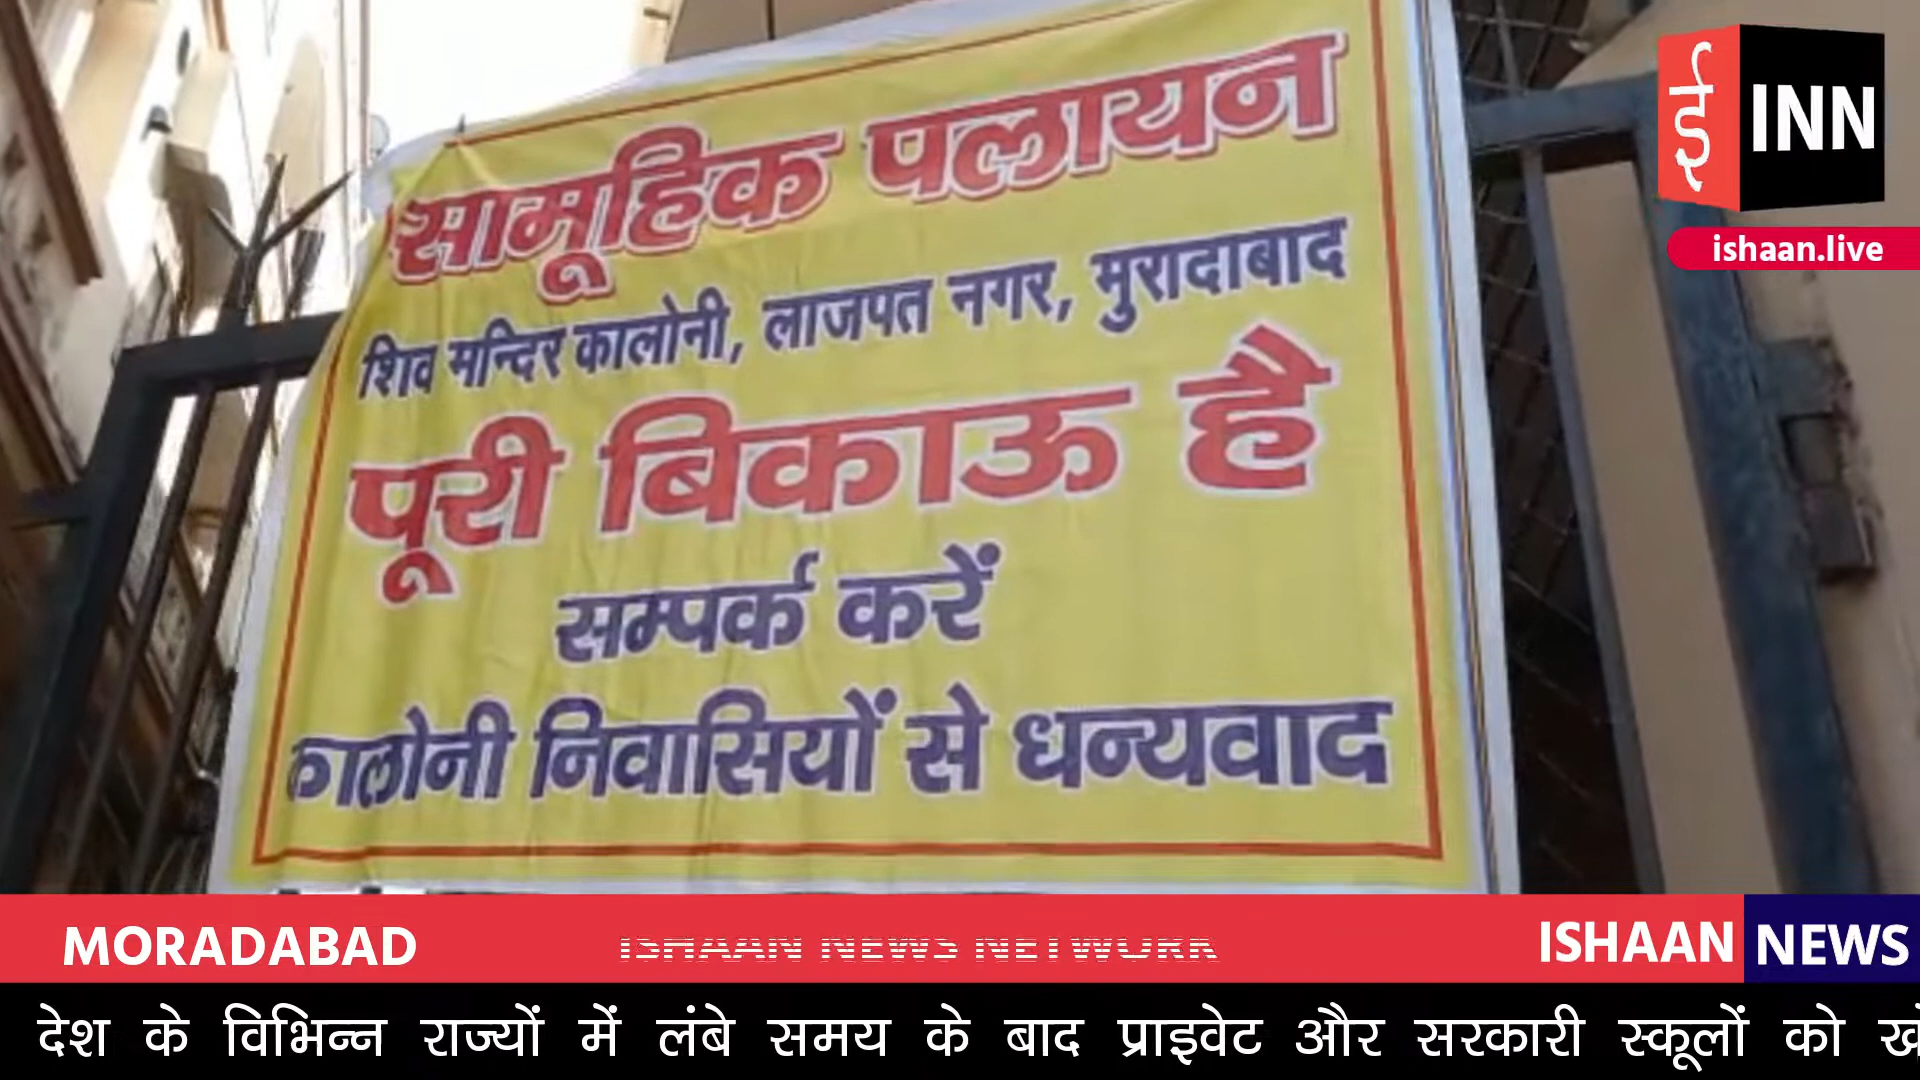 ई INN
ishaan.live
सामूहिक पलायन
शिव मन्दिर कालोनी, लाजपत नगर, मुरादाबाद
पूरी बिकाऊ है
सम्पर्क करें
कालोनी निवासियों से धन्यवाद
MORADABAD
ISHAAN NEWS NETWORK
ISHAAN NEWS
देश के विभिन्न राज्यों में लंबे समय के बाद प्राइवेट और सरकारी स्कूलों को